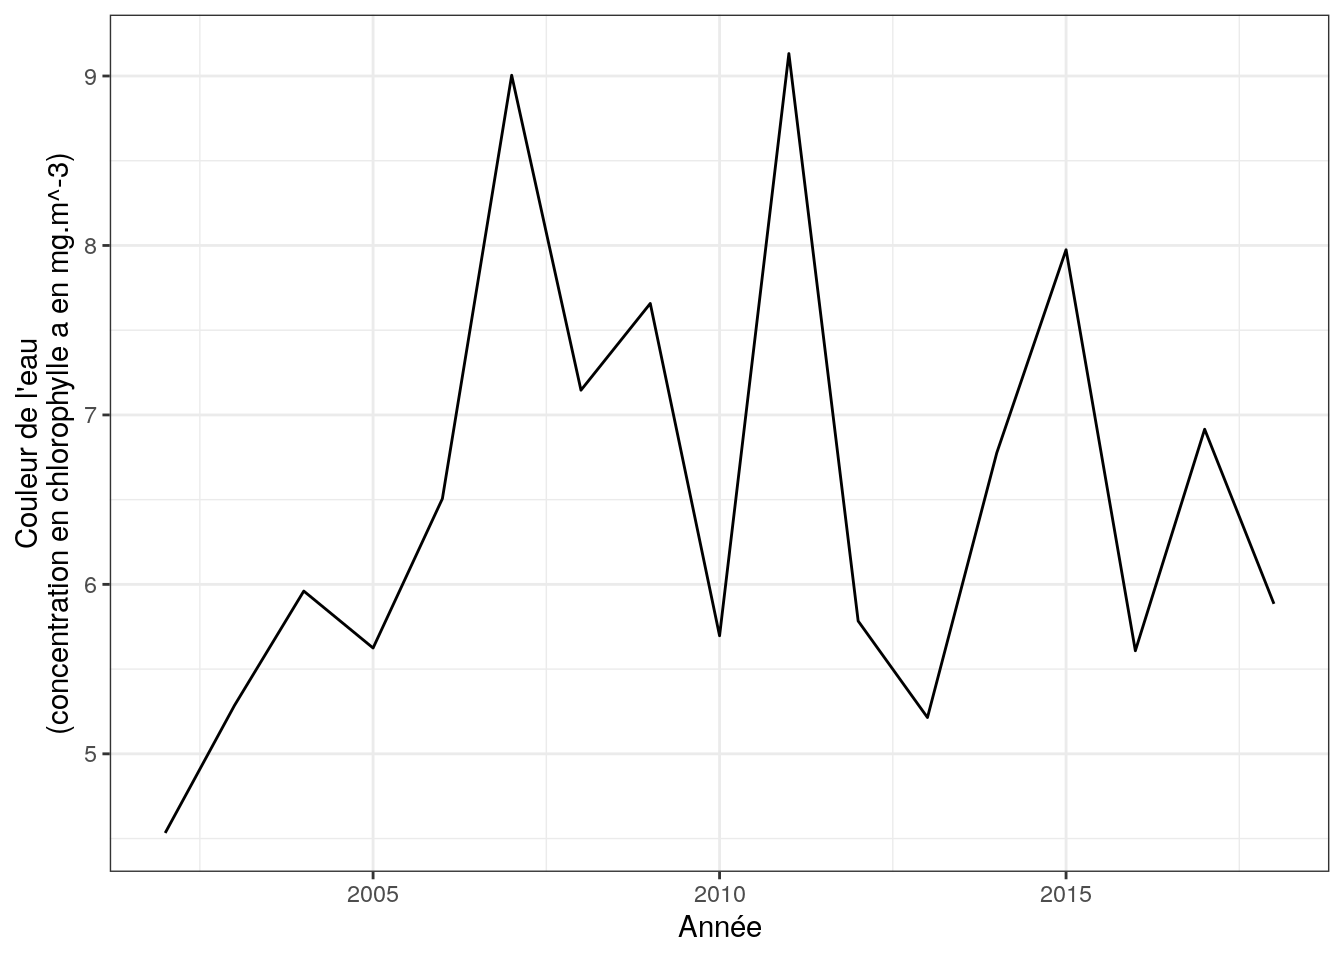 Couleur de l'eau
(concentration en chlorophylle a en mg.m^-3)
9
8
7
6
5
2005
2010
2015
Année